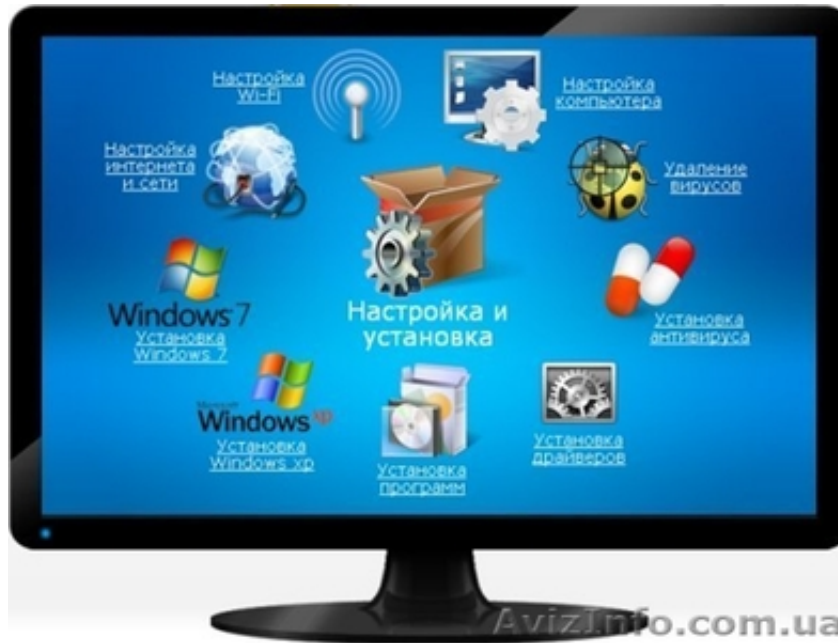 Настройка
Wi-Fi
Настройка
компьютера
Настройка
интернета
и сети
Удаление
вирусов
Windows 7
Установка
Windows 7
Настройка и
установка
Установка
антивируса
Microsoft
Windows xp
Установка
Windows xp
Установка
программ
Установка
драйверов
AvizInfo.com.ua